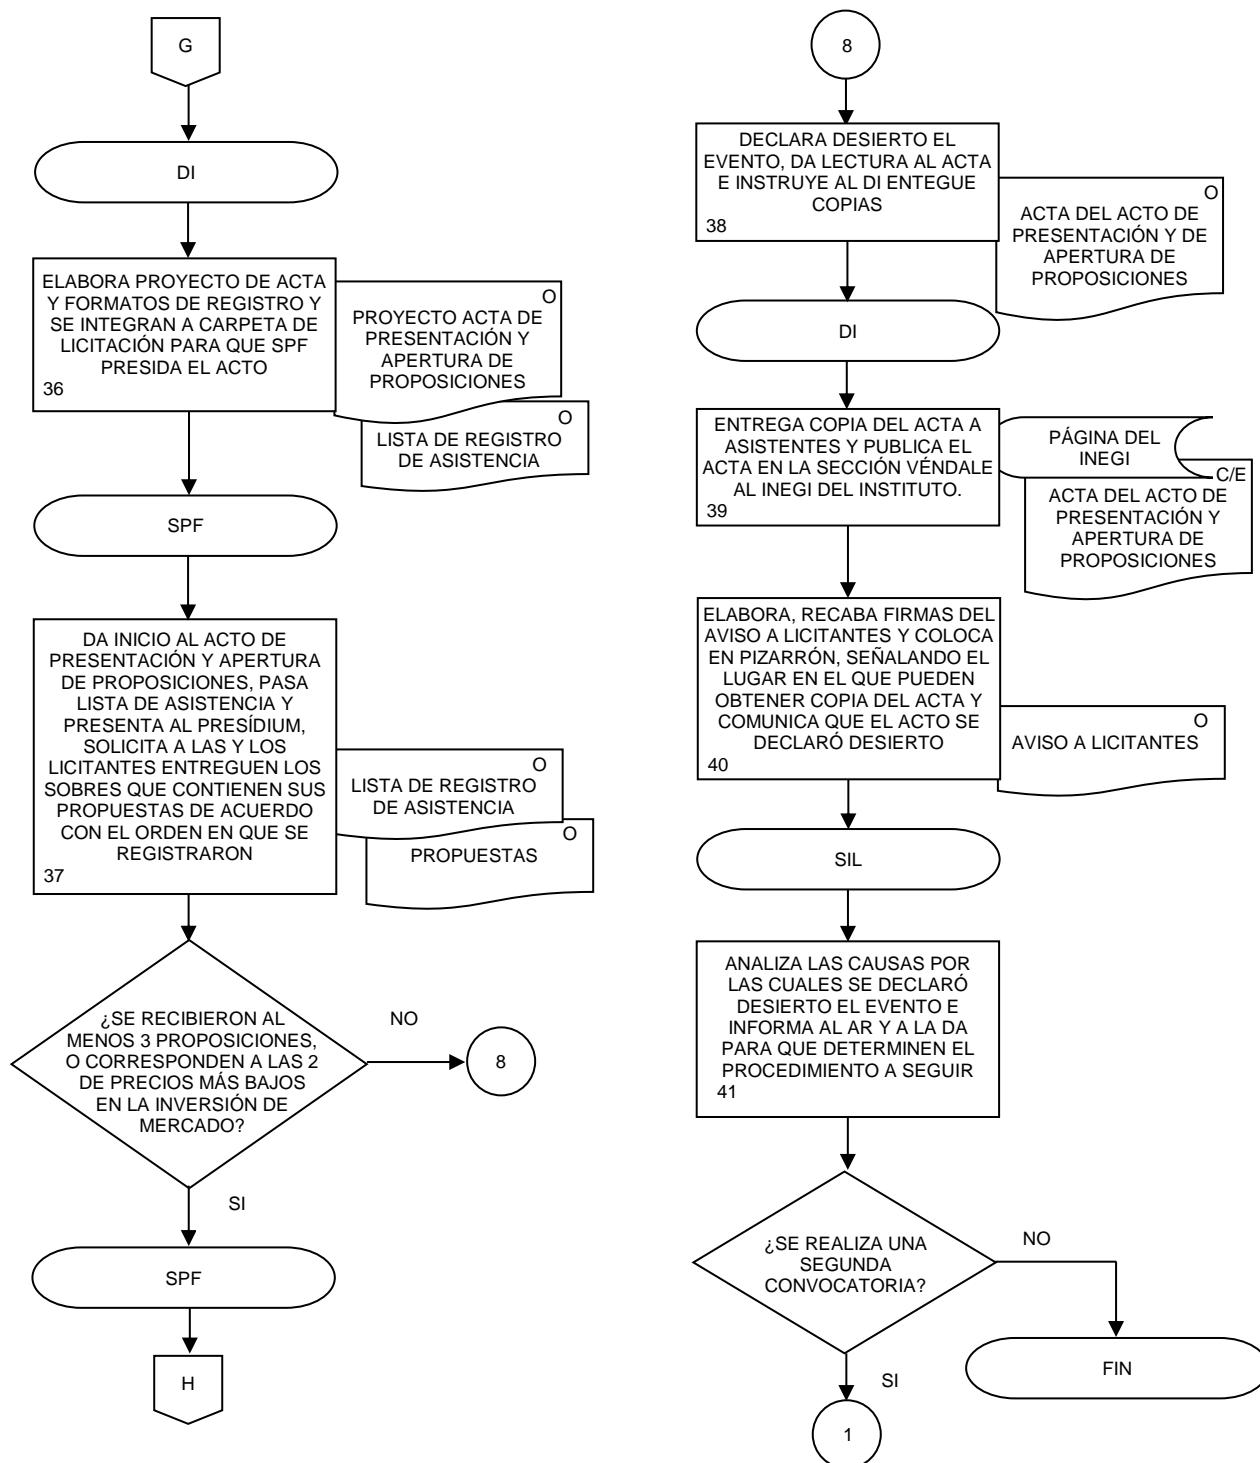 G
DI
ELABORA PROYECTO DE ACTA
Y FORMATOS DE REGISTRO Y
SE INTEGRAN A CARPETA DE
LICITACIÓN PARA QUE SPF
PRESIDA EL ACTO
36
O
PROYECTO ACTA DE
PRESENTACIÓN Y
APERTURA DE
PROPOSICIONES
O
LISTA DE REGISTRO
DE ASISTENCIA
SPF
DA INICIO AL ACTO DE
PRESENTACIÓN Y APERTURA
DE PROPOSICIONES, PASA
LISTA DE ASISTENCIA Y
PRESENTA AL PRESÍDIUM,
SOLICITA A LAS Y LOS
LICITANTES ENTREGUEN LOS
SOBRES QUE CONTIENEN SUS
PROPUESTAS DE ACUERDO
CON EL ORDEN EN QUE SE
REGISTRARON
37
O
LISTA DE REGISTRO
DE ASISTENCIA
O
PROPUESTAS
¿SE RECIBIERON AL
MENOS 3 PROPOSICIONES,
O CORRESPONDEN A LAS 2
DE PRECIOS MÁS BAJOS
EN LA INVERSIÓN DE
MERCADO?
NO
8
SI
SPF
H
8
DECLARA DESIERTO EL
EVENTO, DA LECTURA AL ACTA
E INSTRUYE AL DI ENTEGUE
COPIAS
38
O
ACTA DEL ACTO DE
PRESENTACIÓN Y DE
APERTURA DE
PROPOSICIONES
DI
ENTREGA COPIA DEL ACTA A
ASISTENTES Y PUBLICA EL
ACTA EN LA SECCIÓN VÉNDALE
AL INEGI DEL INSTITUTO.
39
PÁGINA DEL
INEGI
C/E
ACTA DEL ACTO DE
PRESENTACIÓN Y
APERTURA DE
PROPOSICIONES
ELABORA, RECABA FIRMAS DEL
AVISO A LICITANTES Y COLOCA
EN PIZARRÓN, SEÑALANDO EL
LUGAR EN EL QUE PUEDEN
OBTENER COPIA DEL ACTA Y
COMUNICA QUE EL ACTO SE
DECLARÓ DESIERTO
40
O
AVISO A LICITANTES
SIL
ANALIZA LAS CAUSAS POR
LAS CUALES SE DECLARÓ
DESIERTO EL EVENTO E
INFORMA AL AR Y A LA DA
PARA QUE DETERMINEN EL
PROCEDIMIENTO A SEGUIR
41
¿SE REALIZA UNA
SEGUNDA
CONVOCATORIA?
NO
FIN
SI
1